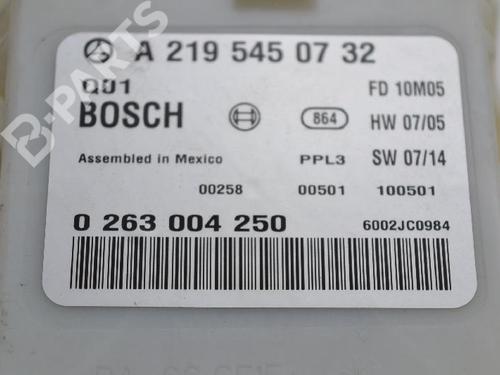 A 219 545 07 32
Q01
FD 10M05
BOSCH
864
HW 07/05
Assembled in Mexico
PPL3
SW 07/14
00258
00501
100501
0 263 004 250
6002JC0984
B-PARTS